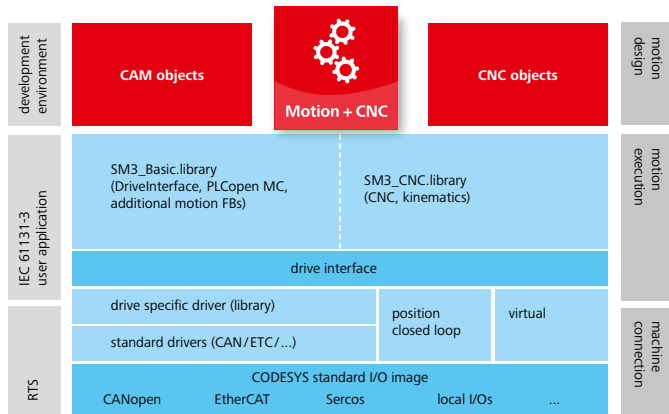 development
environment
CAM objects
Motion + CNC
CNC objects
motion
design
IEC 61131-3
user application
SM3_Basic.library
(DriveInterface, PLCopen MC,
additional motion FBs)
SM3_CNC.library
(CNC, kinematics)
motion
execution
drive interface
drive specific driver (library)
standard drivers (CAN/ETC/...)
position
closed loop
virtual
machine
connection
RTS
CODESYS standard I/O image
CANopen EtherCAT Sercos local I/Os ...